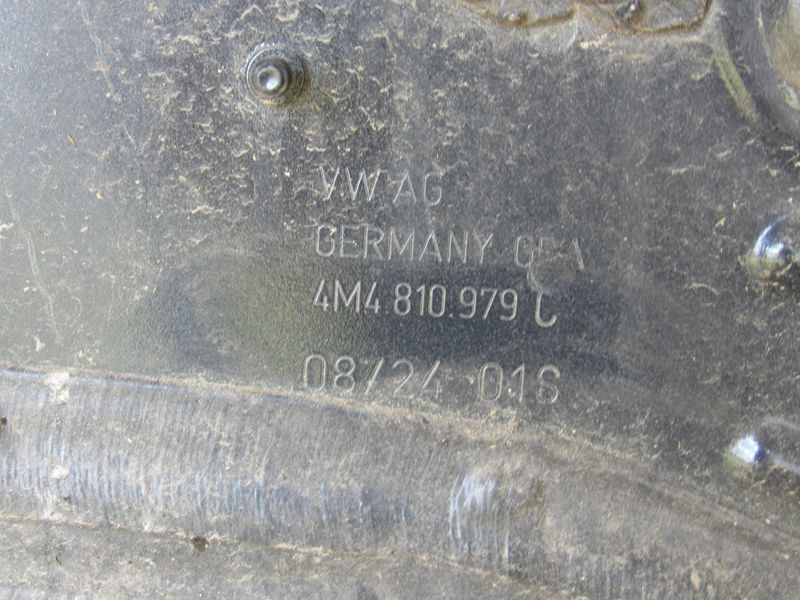 VW AG
GERMANY
4M4.810.979 C
08/24 01S